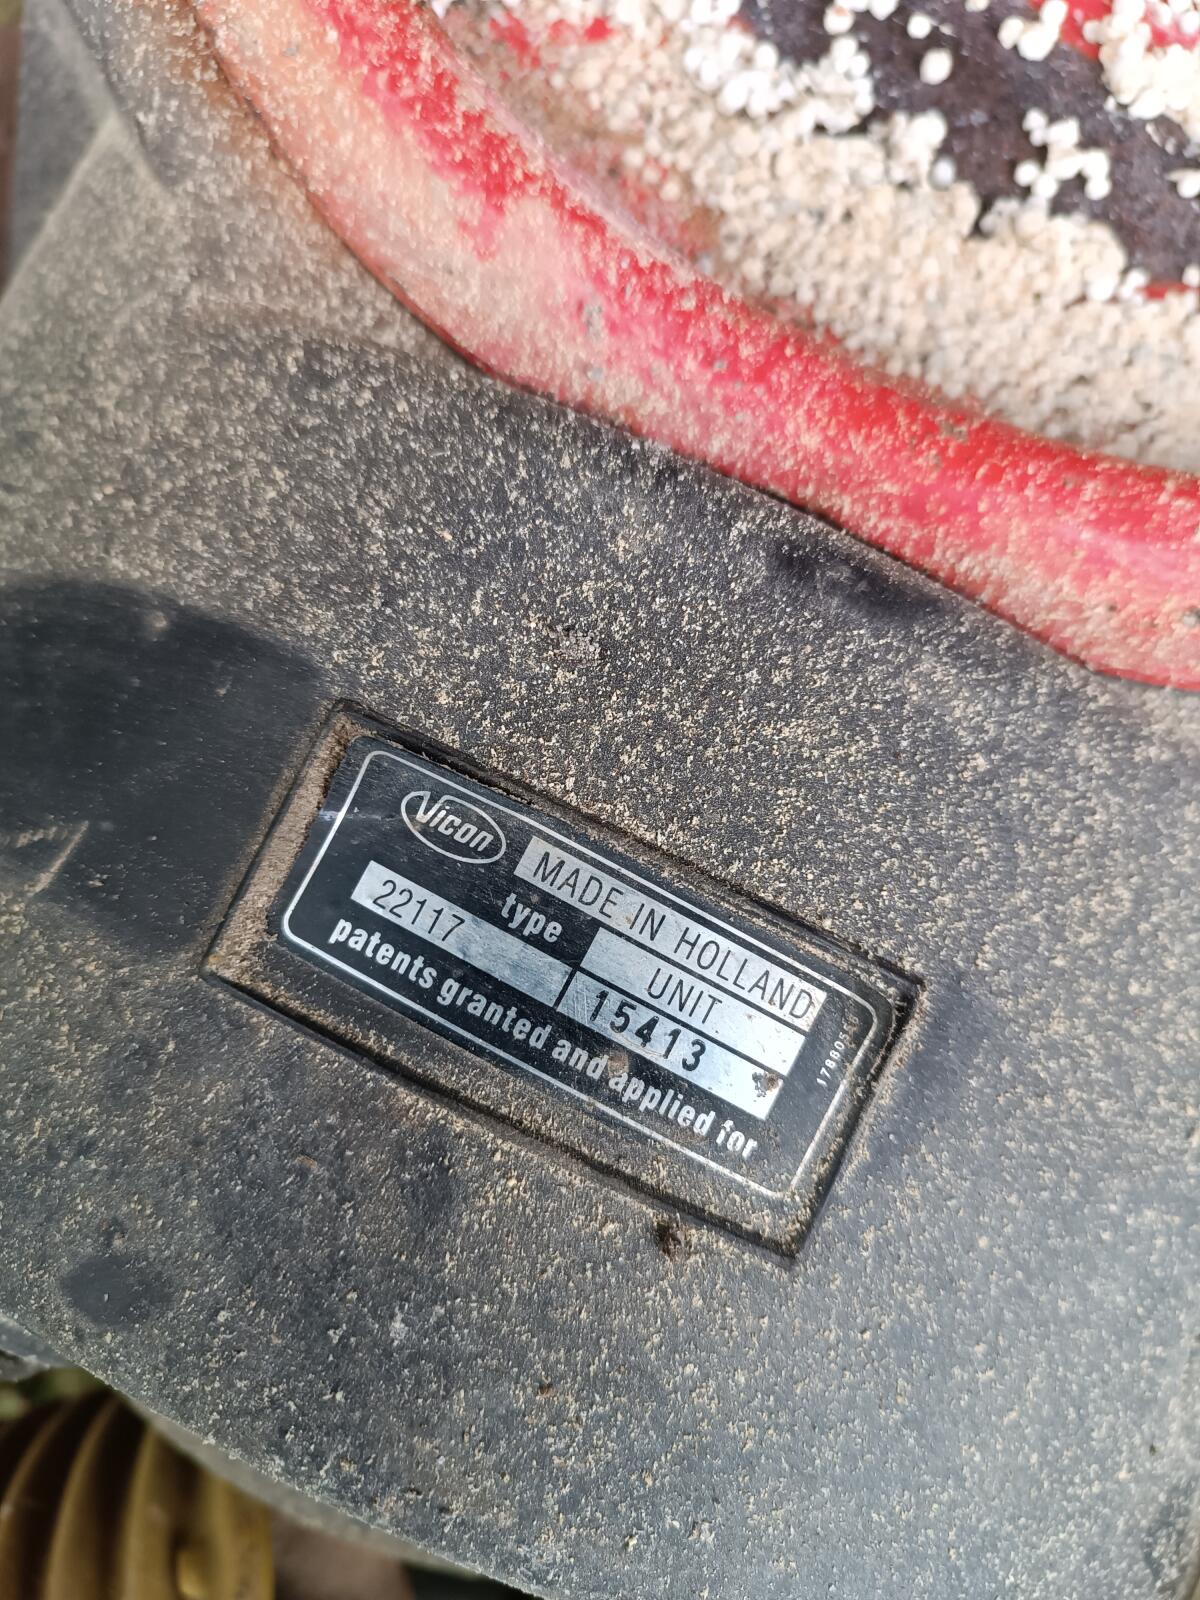 Vicon MADE IN HOLLAND
type UNIT
22117 15413
patents granted and applied for